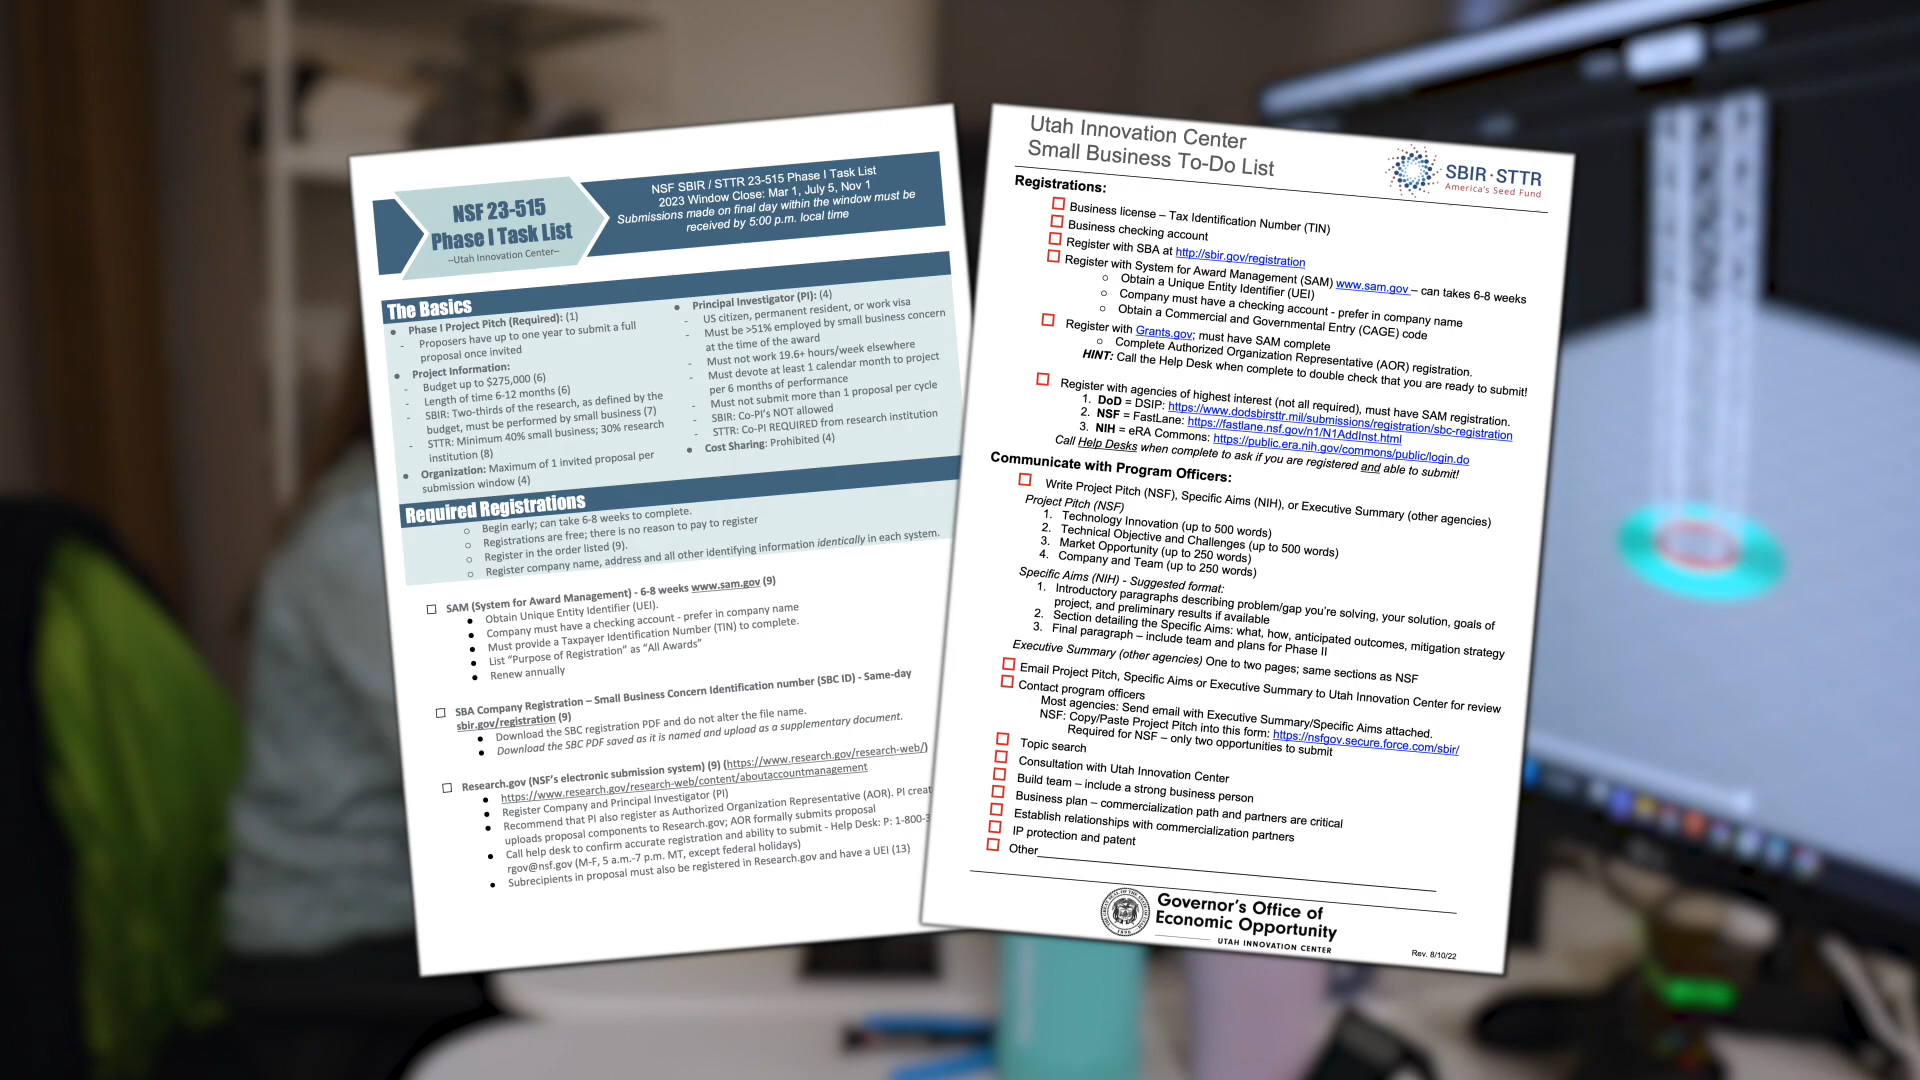 NSF 23-515
Phase I Task List
–Utah Innovation Center–
NSF SBIR / STTR 23-515 Phase I Task List
2023 Window Close: Mar 1, July 5, Nov 1
Submissions made on final day within the window must be
received by 5:00 p.m. local time
The Basics
● Phase I Project Pitch (Required): (1)
- Proposers have up to one year to submit a full
proposal once invited
● Project Information:
- Budget up to $275,000 (6)
- Length of time 6-12 months (6)
- SBIR: Two-thirds of the research, as defined by the
budget, must be performed by small business (7)
- STTR: Minimum 40% small business; 30% research
institution (8)
● Organization: Maximum of 1 invited proposal per
submission window (4)
● Principal Investigator (PI): (4)
- US citizen, permanent resident, or work visa
- Must be >51% employed by small business concern
at the time of the award
- Must not work 19.6+ hours/week elsewhere
- Must devote at least 1 calendar month to project
per 6 months of performance
- Must not submit more than 1 proposal per cycle
- SBIR: Co-PI's NOT allowed
- STTR: Co-PI REQUIRED from research institution
● Cost Sharing: Prohibited (4)
Required Registrations
○ Begin early; can take 6-8 weeks to complete.
○ Registrations are free; there is no reason to pay to register
○ Register in the order listed (9).
○ Register company name, address and all other identifying information identically in each system.
☐ SAM (System for Award Management) - 6-8 weeks www.sam.gov (9)
● Obtain Unique Entity Identifier (UEI).
● Company must have a checking account - prefer in company name
● Must provide a Taxpayer Identification Number (TIN) to complete.
● List “Purpose of Registration” as “All Awards”
● Renew annually
☐ SBA Company Registration – Small Business Concern Identification number (SBC ID) - Same-day
sbir.gov/registration (9)
● Download the SBC registration PDF and do not alter the file name.
● Download the SBC PDF saved as it is named and upload as a supplementary document.
☐ Research.gov (NSF’s electronic submission system) (9) (https://www.research.gov/research-web/)
● https://www.research.gov/research-web/content/aboutaccountmanagement
● Register Company and Principal Investigator (PI)
● Recommend that PI also register as Authorized Organization Representative (AOR). PI creat
uploads proposal components to Research.gov; AOR formally submits proposal
● Call help desk to confirm accurate registration and ability to submit - Help Desk: P: 1-800-3
rgov@nsf.gov (M-F, 5 a.m.-7 p.m. MT, except federal holidays)
● Subrecipients in proposal must also be registered in Research.gov and have a UEI (13)
Utah Innovation Center
Small Business To-Do List
SBIR·STTR
America's Seed Fund
Registrations:
☐ Business license – Tax Identification Number (TIN)
☐ Business checking account
☐ Register with SBA at http://sbir.gov/registration
☐ Register with System for Award Management (SAM) www.sam.gov – can takes 6-8 weeks
○ Obtain a Unique Entity Identifier (UEI)
○ Company must have a checking account - prefer in company name
○ Obtain a Commercial and Governmental Entry (CAGE) code
☐ Register with Grants.gov; must have SAM complete
○ Complete Authorized Organization Representative (AOR) registration.
HINT: Call the Help Desk when complete to double check that you are ready to submit!
☐ Register with agencies of highest interest (not all required), must have SAM registration.
1. DoD = DSIP: https://www.dodsbirsttr.mil/submissions/registration/sbc-registration
2. NSF = FastLane: https://fastlane.nsf.gov/n1/N1AddInst.html
3. NIH = eRA Commons: https://public.era.nih.gov/commons/public/login.do
Call Help Desks when complete to ask if you are registered and able to submit!
Communicate with Program Officers:
☐ Write Project Pitch (NSF), Specific Aims (NIH), or Executive Summary (other agencies)
Project Pitch (NSF)
1. Technology Innovation (up to 500 words)
2. Technical Objective and Challenges (up to 500 words)
3. Market Opportunity (up to 250 words)
4. Company and Team (up to 250 words)
Specific Aims (NIH) - Suggested format:
1. Introductory paragraphs describing problem/gap you're solving, your solution, goals of
project, and preliminary results if available
2. Section detailing the Specific Aims: what, how, anticipated outcomes, mitigation strategy
3. Final paragraph – include team and plans for Phase II
Executive Summary (other agencies) One to two pages; same sections as NSF
☐ Email Project Pitch, Specific Aims or Executive Summary to Utah Innovation Center for review
☐ Contact program officers
Most agencies: Send email with Executive Summary/Specific Aims attached.
NSF: Copy/Paste Project Pitch into this form: https://nsfgov.secure.force.com/sbir/
Required for NSF – only two opportunities to submit
☐ Topic search
☐ Consultation with Utah Innovation Center
☐ Build team – include a strong business person
☐ Business plan – commercialization path and partners are critical
☐ Establish relationships with commercialization partners
☐ IP protection and patent
☐ Other
Governor's Office of
Economic Opportunity
UTAH INNOVATION CENTER
Rev. 8/10/22